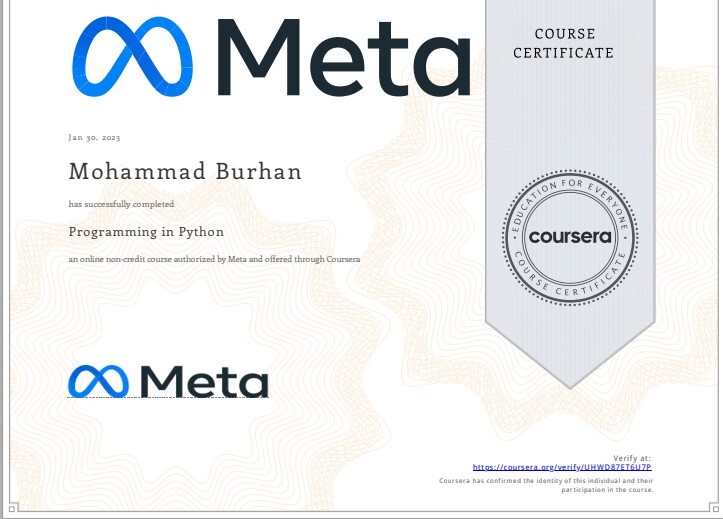 Meta
COURSE
CERTIFICATE
Jan 30, 2023
Mohammad Burhan
has successfully completed
Programming in Python
an online non-credit course authorized by Meta and offered through Coursera
EDUCATION FOR EVERYONE
coursera
COURSE CERTIFICATE
Meta
Verify at:
https://coursera.org/verify/UHWD87ET6U7P
Coursera has confirmed the identity of this individual and their
participation in the course.